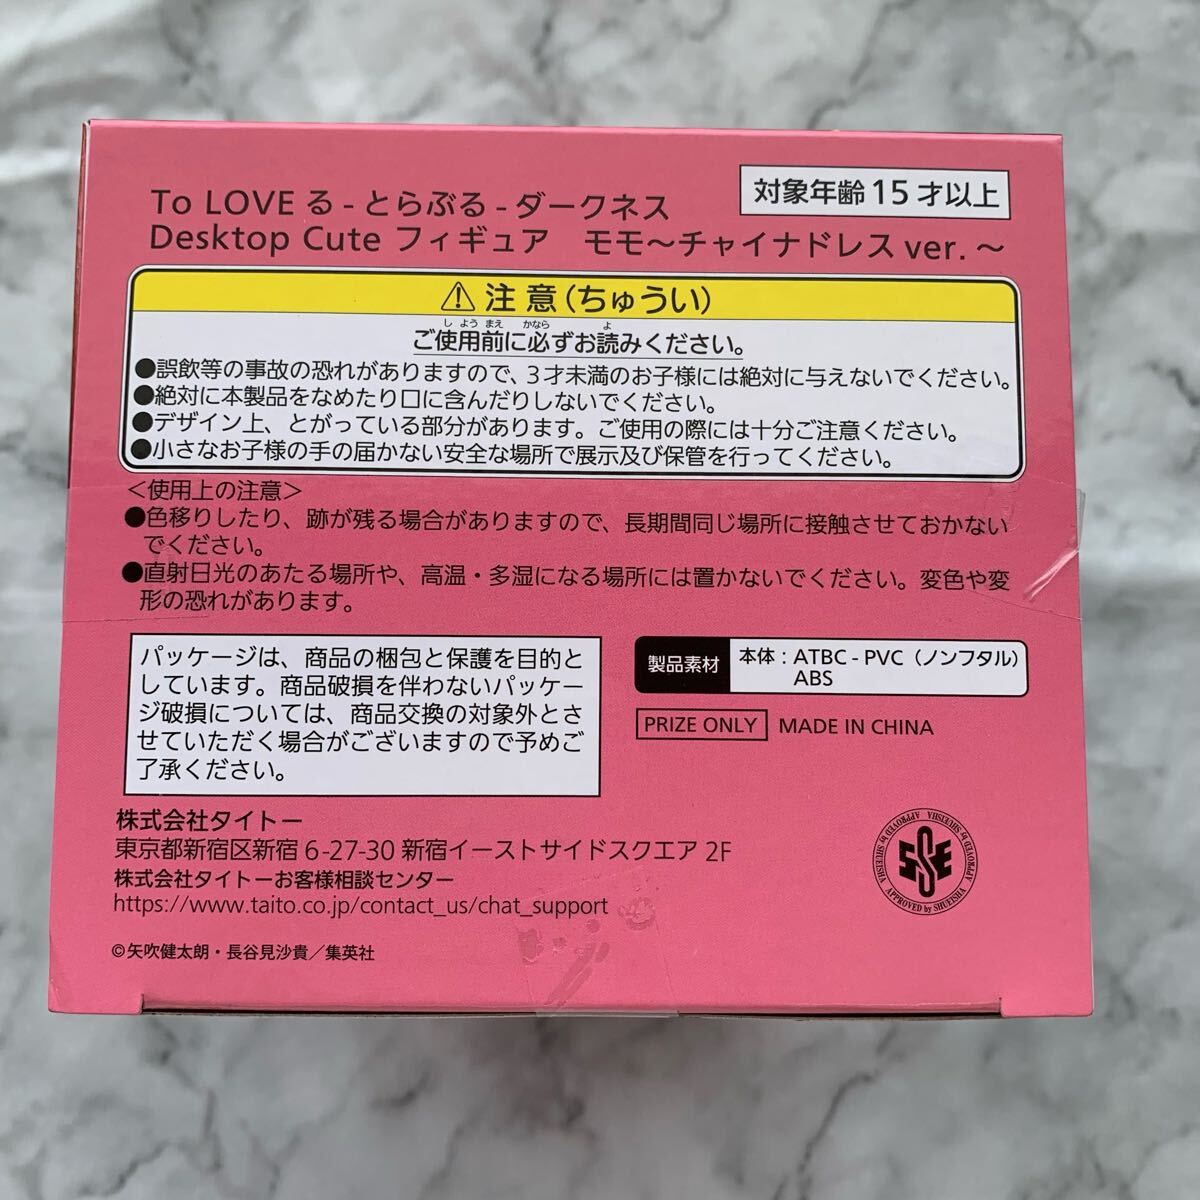 To LOVE る - とらぶる - ダークネス
対象年齢 15 才以上
Desktop Cute フィギュア　モモ〜チャイナドレス ver. 〜
⚠ 注 意（ちゅうい）
し よう まえ かなら よ
ご使用前に必ずお読みください。
●誤飲等の事故の恐れがありますので、３才未満のお子様には絶対に与えないでください。
●絶対に本製品をなめたり口に含んだりしないでください。
●デザイン上、とがっている部分があります。ご使用の際には十分ご注意ください。
●小さなお子様の手の届かない安全な場所で展示及び保管を行ってください。
＜使用上の注意＞
●色移りしたり、跡が残る場合がありますので、長期間同じ場所に接触させておかない
でください。
●直射日光のあたる場所や、高温・多湿になる場所には置かないでください。変色や変
形の恐れがあります。
パッケージは、商品の梱包と保護を目的と
しています。商品破損を伴わないパッケー
ジ破損については、商品交換の対象外とさ
せていただく場合がございますので予めご
了承ください。
製品素材
本体：ATBC - PVC（ノンフタル）
ABS
PRIZE ONLY MADE IN CHINA
株式会社タイトー
東京都新宿区新宿 6-27-30 新宿イーストサイドスクエア 2F
株式会社タイトーお客様相談センター
https://www.taito.co.jp/contact_us/chat_support
©矢吹健太朗・長谷見沙貴／集英社
APPROVED by SHUEISHA APPROVED by SHUEISHA APPROVED by SHUEISHA
SSE